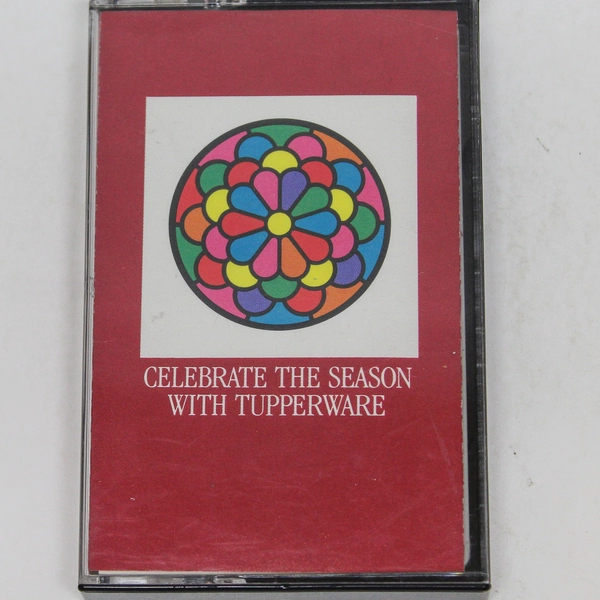 CELEBRATE THE SEASON
WITH TUPPERWARE